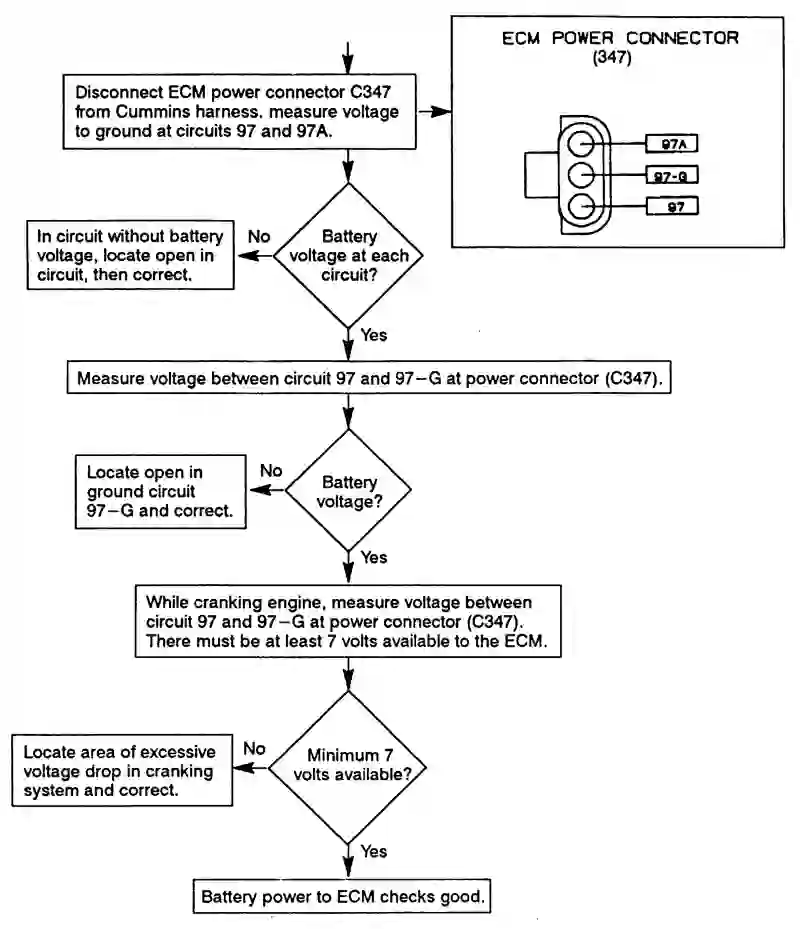 ECM POWER CONNECTOR
(347)
97A
97-G
97
Disconnect ECM power connector C347
from Cummins harness. measure voltage
to ground at circuits 97 and 97A.
Battery
voltage at each
circuit?
No
In circuit without battery
voltage, locate open in
circuit, then correct.
Yes
Measure voltage between circuit 97 and 97-G at power connector (C347).
Battery
voltage?
No
Locate open in
ground circuit
97-G and correct.
Yes
While cranking engine, measure voltage between
circuit 97 and 97-G at power connector (C347).
There must be at least 7 volts available to the ECM.
Minimum 7
volts available?
No
Locate area of excessive
voltage drop in cranking
system and correct.
Yes
Battery power to ECM checks good.